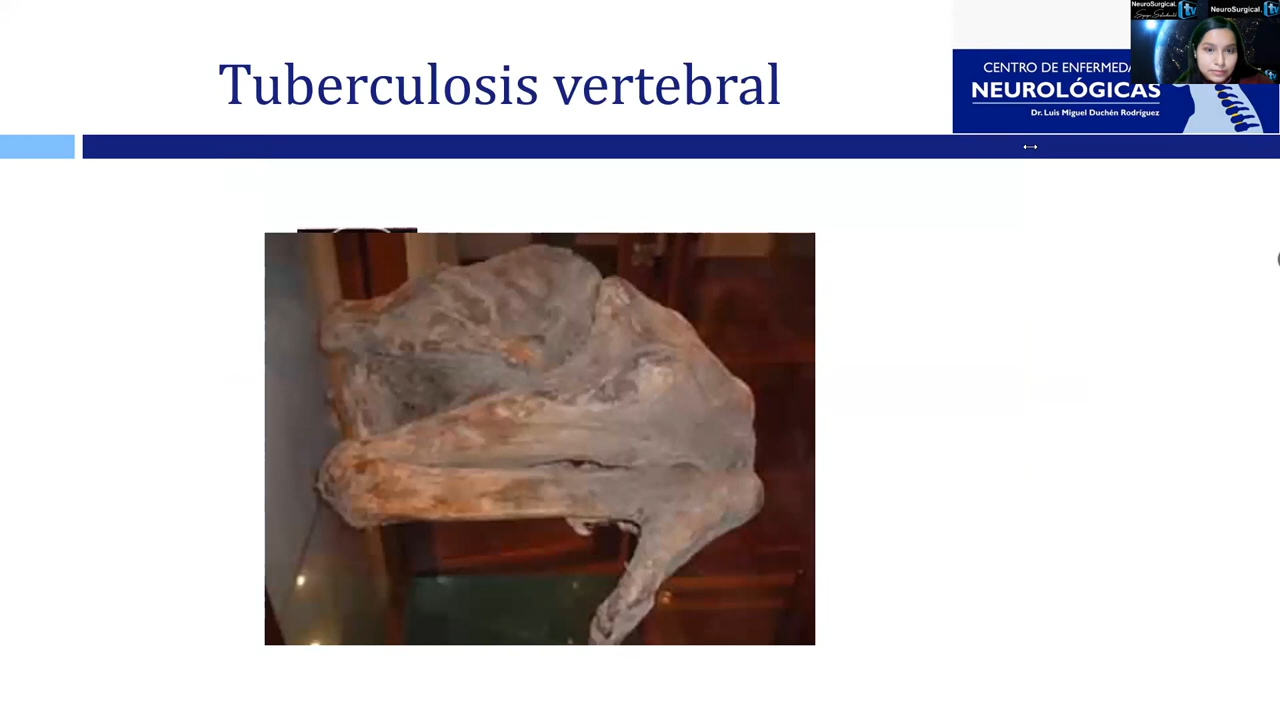 Tuberculosis vertebral
CENTRO DE ENFERMEDA
NEUROLÓGICAS
Dr. Luis Miguel Duchén Rodríguez
NeuroSurgical.tv
NeuroSurgical.tv